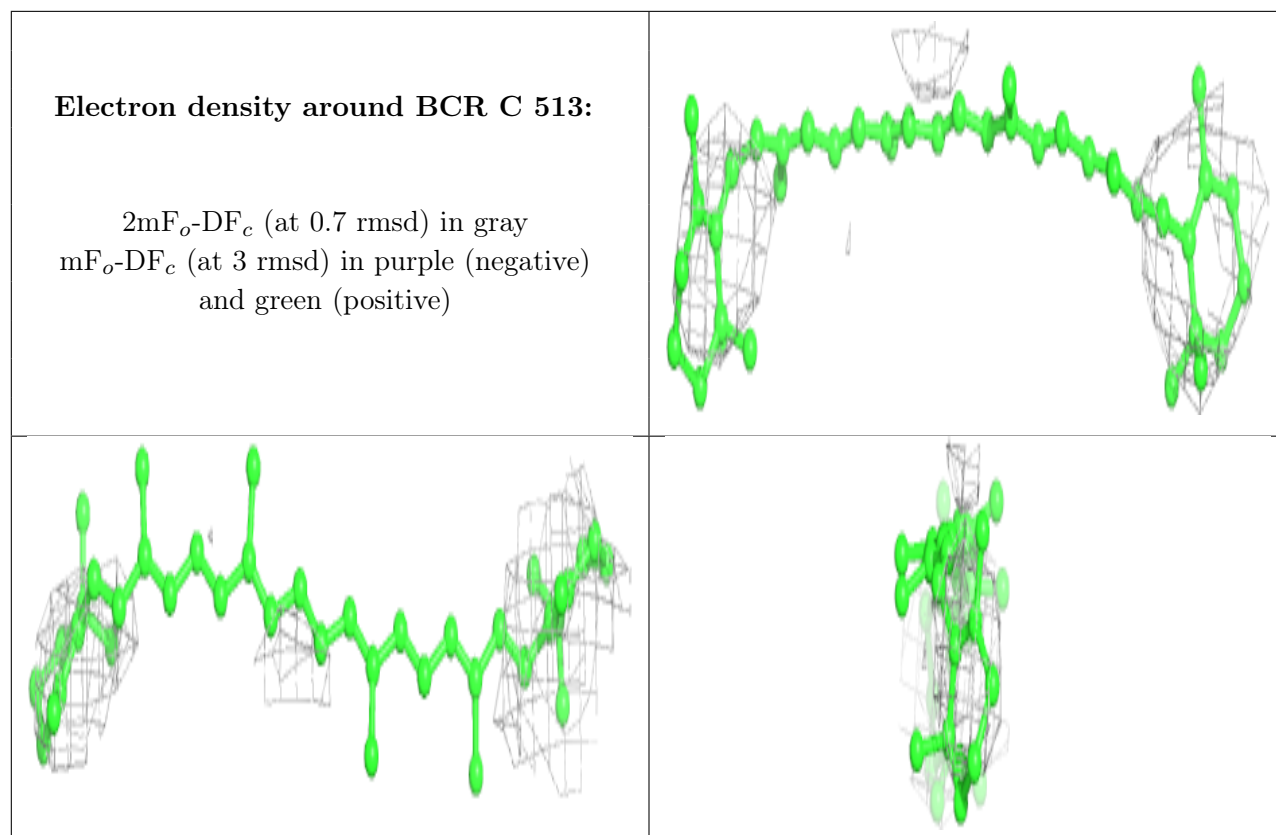 Electron density around BCR C 513:
2mFₒ-DF𝒸 (at 0.7 rmsd) in gray
mFₒ-DF𝒸 (at 3 rmsd) in purple (negative)
and green (positive)